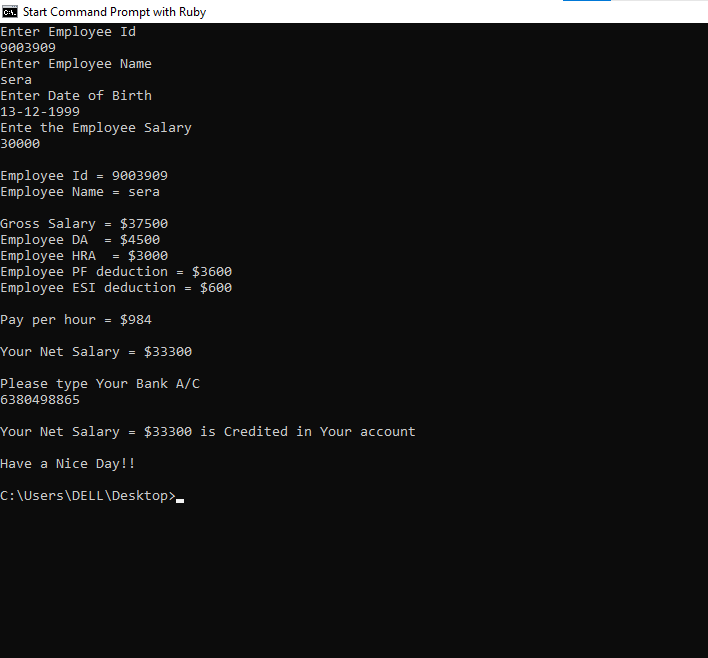 Start Command Prompt with Ruby
Enter Employee Id
9003909
Enter Employee Name
sera
Enter Date of Birth
13-12-1999
Ente the Employee Salary
30000
Employee Id = 9003909
Employee Name = sera
Gross Salary = $37500
Employee DA  = $4500
Employee HRA  = $3000
Employee PF deduction = $3600
Employee ESI deduction = $600
Pay per hour = $984
Your Net Salary = $33300
Please type Your Bank A/C
6380498865
Your Net Salary = $33300 is Credited in Your account
Have a Nice Day!!
C:\Users\DELL\Desktop>